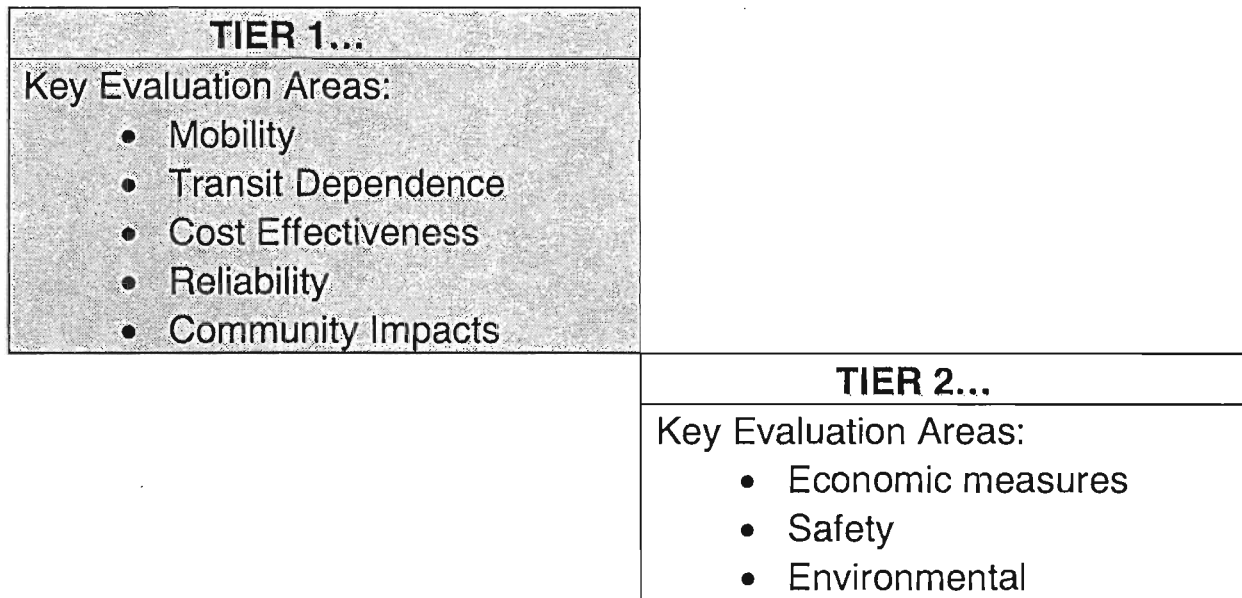 TIER 1...
Key Evaluation Areas:
• Mobility
• Transit Dependence
• Cost Effectiveness
• Reliability
• Community Impacts
TIER 2...
Key Evaluation Areas:
• Economic measures
• Safety
• Environmental